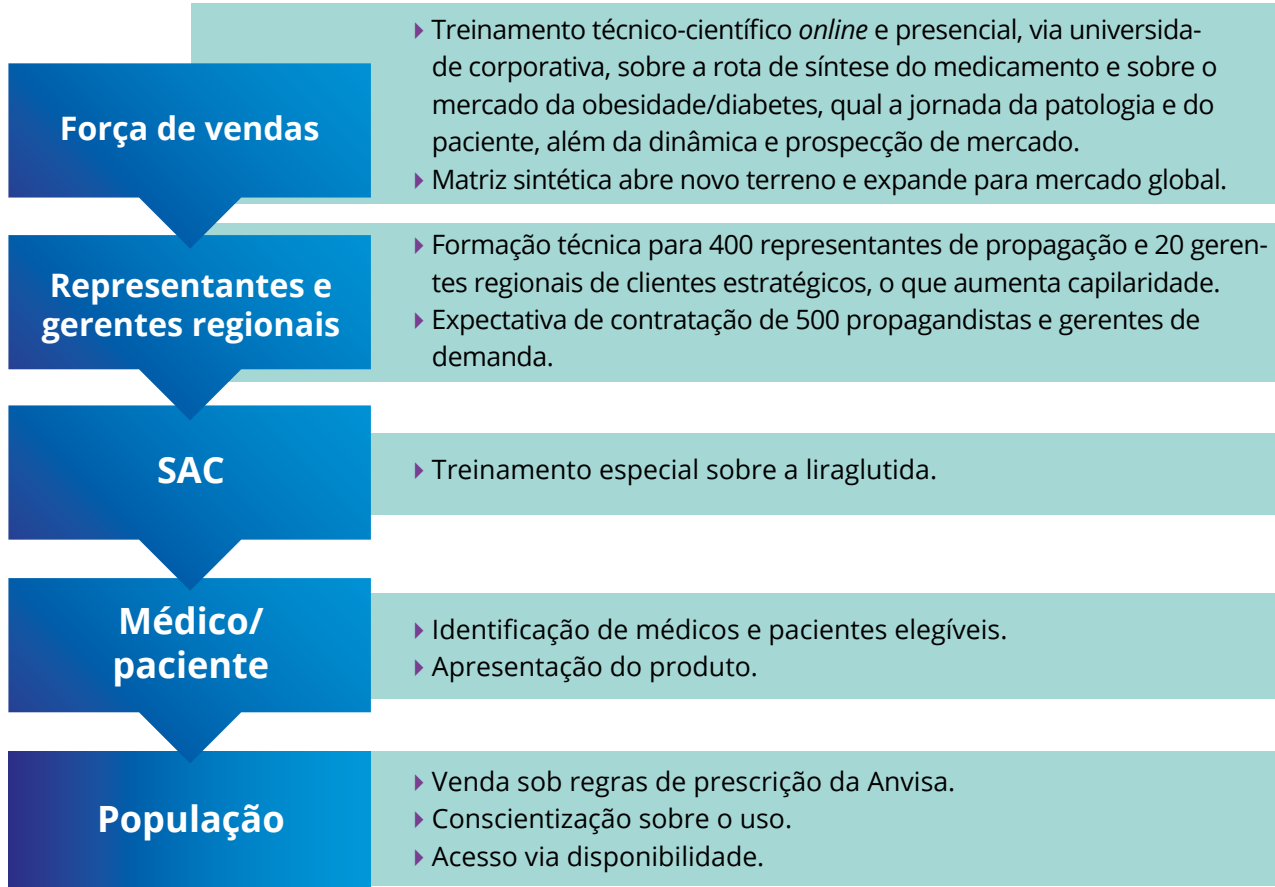 Força de vendas
‣ Treinamento técnico-científico online e presencial, via universida-
de corporativa, sobre a rota de síntese do medicamento e sobre o
mercado da obesidade/diabetes, qual a jornada da patologia e do
paciente, além da dinâmica e prospecção de mercado.
‣ Matriz sintética abre novo terreno e expande para mercado global.
Representantes e
gerentes regionais
‣ Formação técnica para 400 representantes de propagação e 20 geren-
tes regionais de clientes estratégicos, o que aumenta capilaridade.
‣ Expectativa de contratação de 500 propagandistas e gerentes de
demanda.
SAC
‣ Treinamento especial sobre a liraglutida.
Médico/
paciente
‣ Identificação de médicos e pacientes elegíveis.
‣ Apresentação do produto.
População
‣ Venda sob regras de prescrição da Anvisa.
‣ Conscientização sobre o uso.
‣ Acesso via disponibilidade.